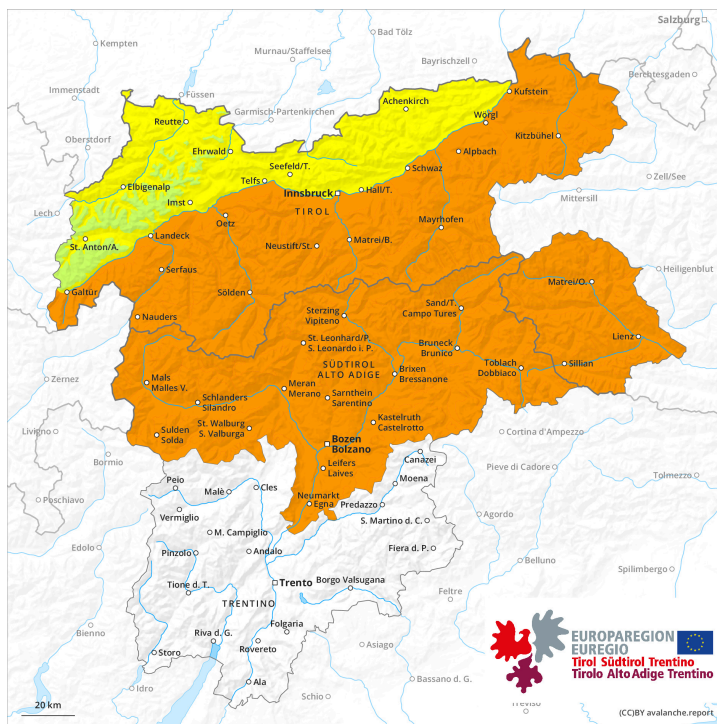 Salzburg
Kempten
Bad Tölz
Murnau/Staffelsee
Bayrischzell
Berchtesgaden
Immenstadt
Füssen
Achenkirch
Kufstein
Garmisch-Partenkirchen
Reutte
Wörgl
Oberstdorf
Ehrwald
Kitzbühel
Alpbach
Seefeld/T.
Schwaz
Zell/See
Telfs
Elbigenalp
Innsbruck
Hall/T.
Mittersill
Imst
TIROL
Lech
Oetz
Mayrhofen
St. Anton/A.
Landeck
Neustift/St.
Matrei/B.
Serfaus
Heiligenblut
Matrei/O.
Galtür
Sölden
Sand/T.
Campo Tures
Nauders
Sterzing
Vipiteno
Lienz
St. Leonhard/P.
S. Leonardo i. P.
Bruneck
Brunico
Toblach
Dobbiaco
Sillian
SÜDTIROL
ALTO ADIGE
Brixen
Bressanone
Zernez
Mals
Malles V.
Meran
Merano
Schlanders
Silandro
Sarnthein
Sarentino
Kastelruth
Castelrotto
St. Walburg
S. Valburga
Livigno
Sulden
Solda
Cortina d'Ampezzo
Bozen
Bolzano
Bormio
Canazei
Pieve di Cadore
Leifers
Laives
Tolmezzo
Peio
Malè
Cles
Moena
Poschiavo
Neumarkt
Egna
Predazzo
Vermiglio
Agordo
S. Martino d. C.
M. Campiglio
Edolo
Pinzolo
Andalo
Fiera d. P.
Belluno
Spilimbergo
Tione d. T.
Trento
Borgo Valsugana
Feltre
TRENTINO
Folgaria
Bienno
Riva d. G.
Rovereto
Asiago
Storo
Ala
Idro
Schio
Bassano d. G.
EUROPAREGION
EUREGIO
Tirol Südtirol Trentino
Tirolo Alto Adige Trentino
Treviso
20 km
(CC)BY avalanche.report